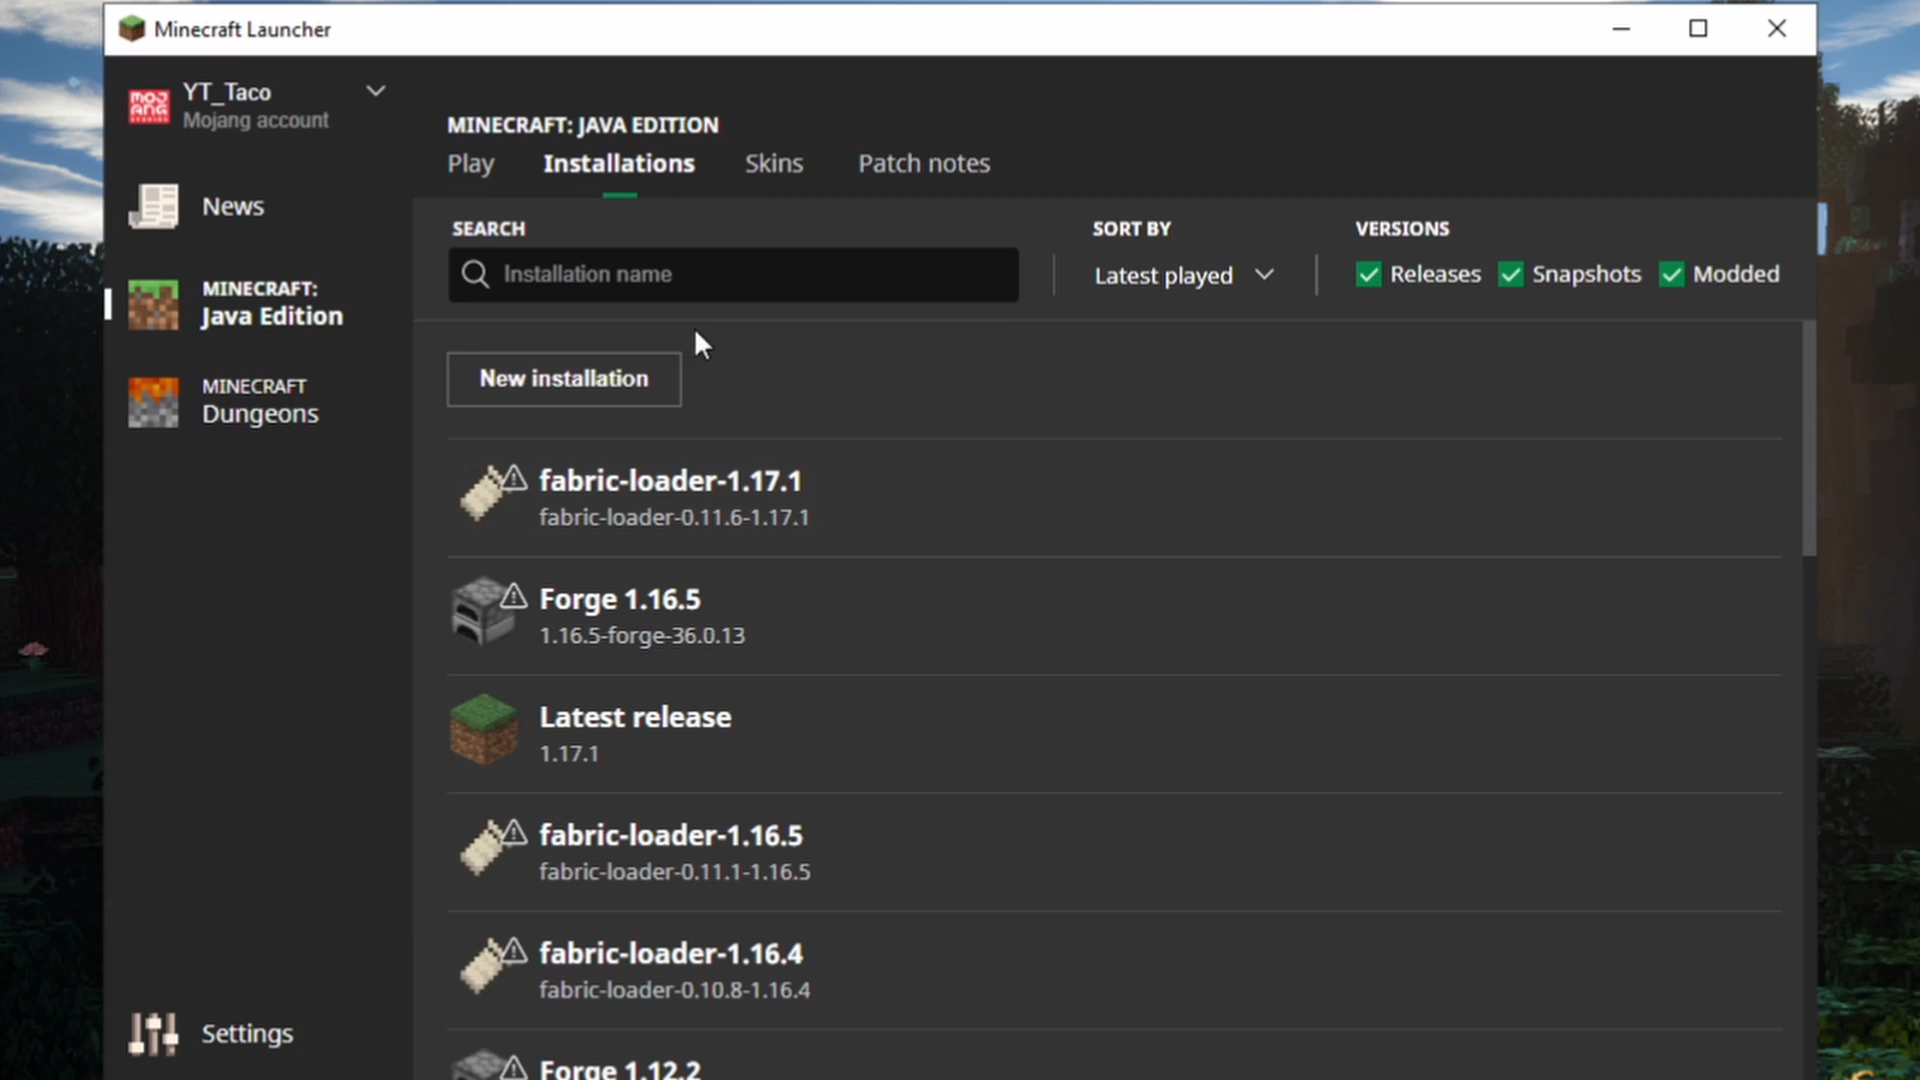 Minecraft Launcher
MOJ
ANG
STUDIOS
YT_Taco
Mojang account
News
MINECRAFT:
Java Edition
MINECRAFT
Dungeons
Settings
MINECRAFT: JAVA EDITION
Play Installations Skins Patch notes
SEARCH
Installation name
SORT BY
Latest played
VERSIONS
Releases Snapshots Modded
New installation
fabric-loader-1.17.1
fabric-loader-0.11.6-1.17.1
Forge 1.16.5
1.16.5-forge-36.0.13
Latest release
1.17.1
fabric-loader-1.16.5
fabric-loader-0.11.1-1.16.5
fabric-loader-1.16.4
fabric-loader-0.10.8-1.16.4
Forge 1.12.2